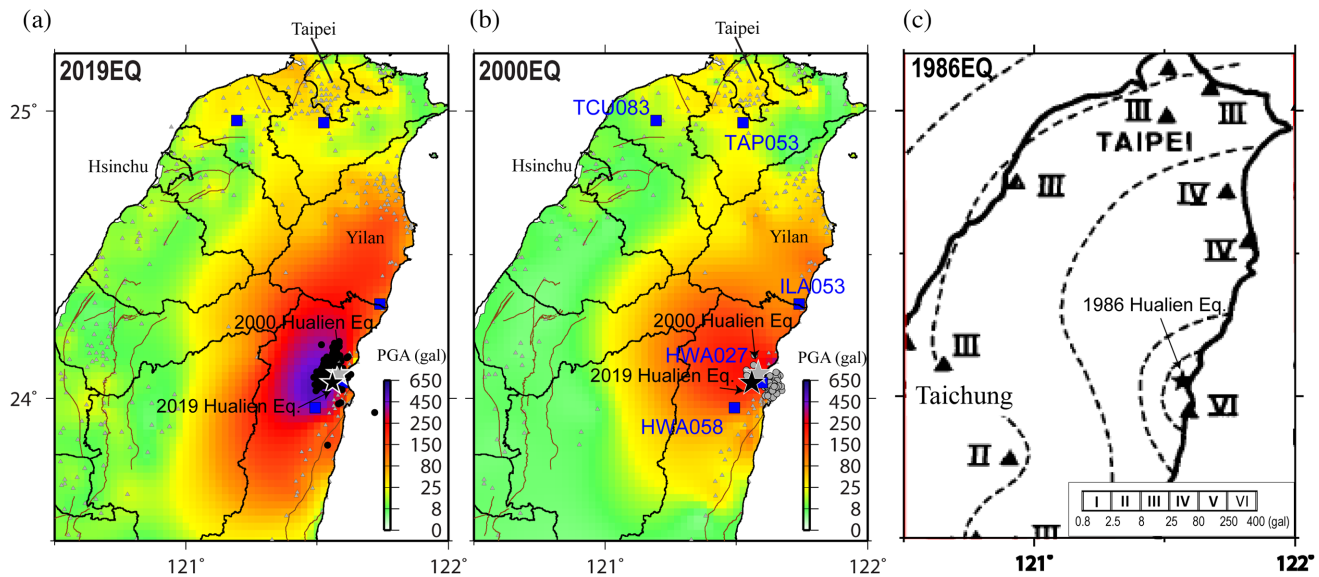 (a)
Taipei
2019EQ
25°
Hsinchu
Yilan
2000 Hualien Eq.
PGA (gal)
650
450
250
150
80
25
8
0
24°
2019 Hualien Eq.
121°
122°
(b)
Taipei
2000EQ
TCU083
TAP053
Hsinchu
Yilan
ILA053
2000 Hualien Eq.
HWA027
PGA (gal)
2019 Hualien Eq.
650
450
250
150
80
25
8
0
HWA058
121°
122°
(c)
1986EQ
III
III
TAIPEI
III
IV
IV
1986 Hualien Eq.
III
Taichung
VI
II
III
I II III IV V VI
0.8 2.5 8 25 80 250 400 (gal)
121°
122°